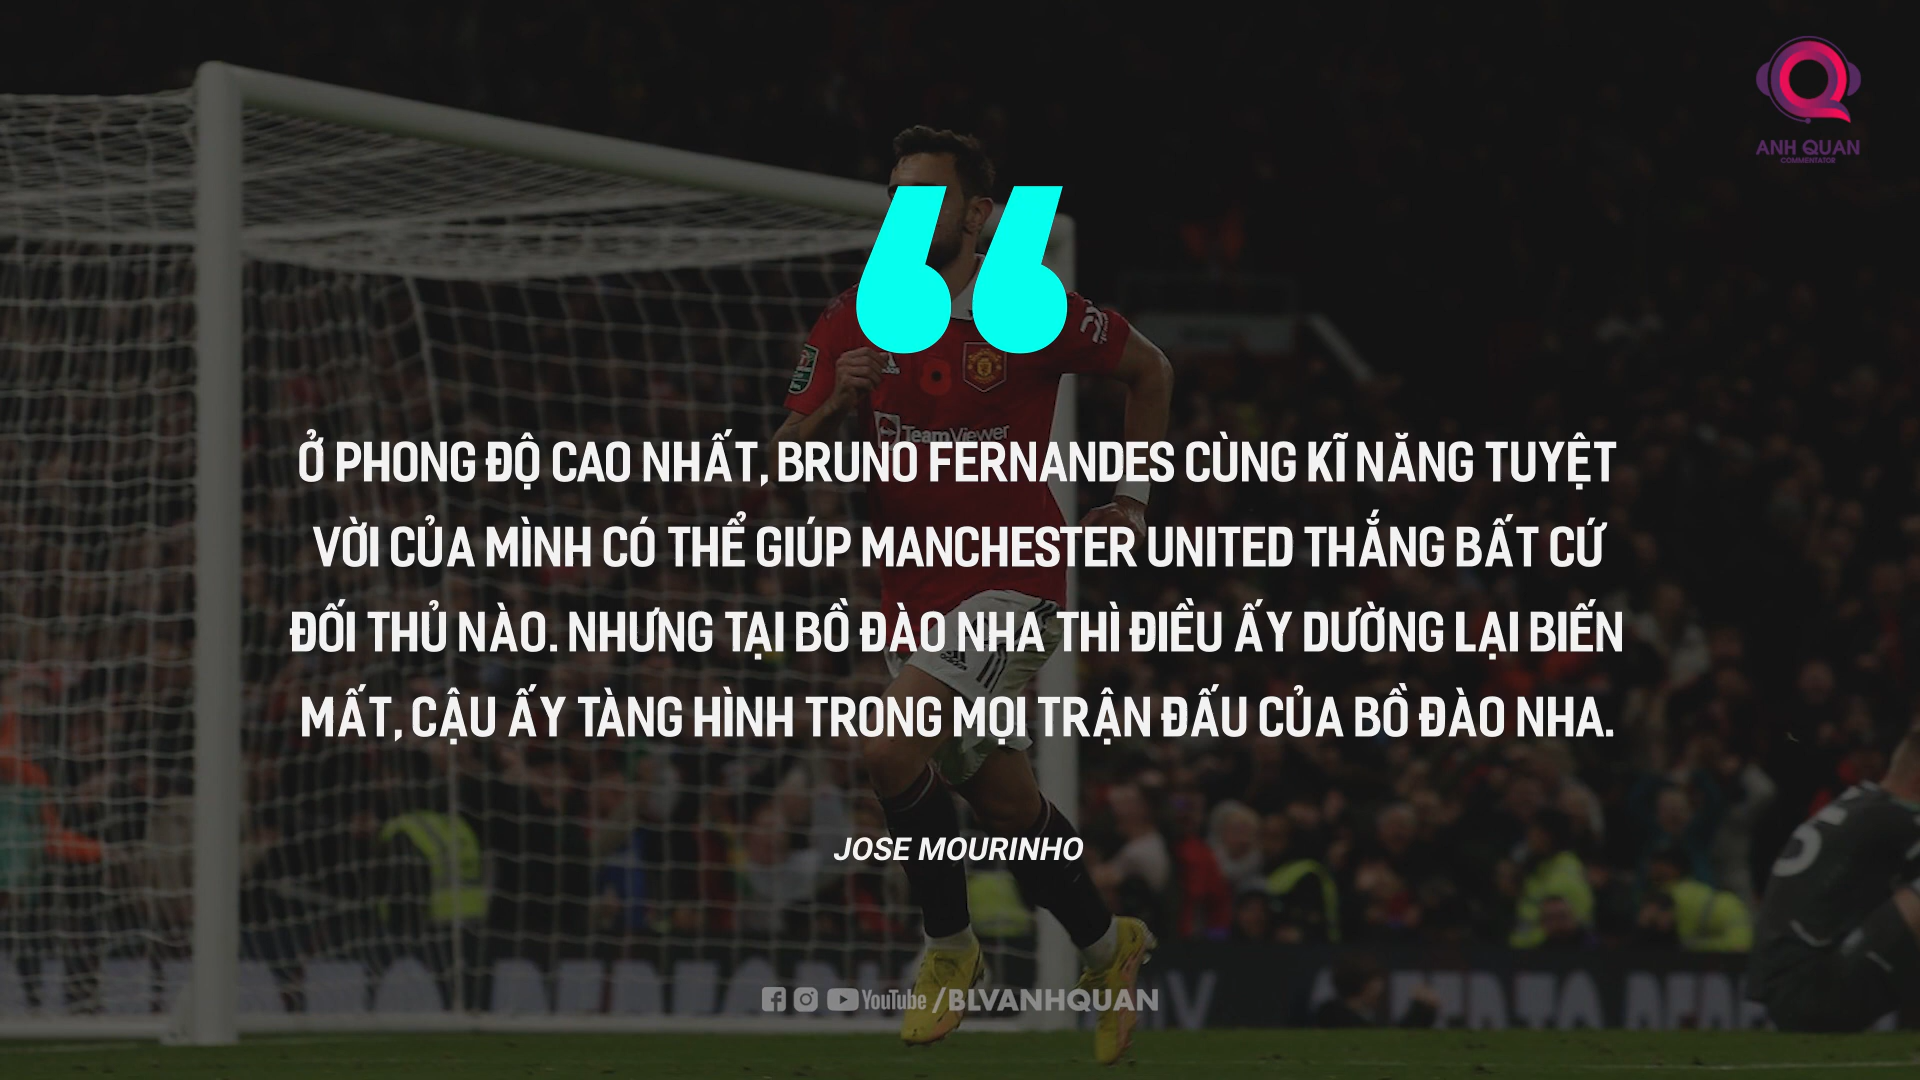 ANH QUAN
COMMENTATOR
TeamViewer
Ở PHONG ĐỘ CAO NHẤT, BRUNO FERNANDES CÙNG KĨ NĂNG TUYỆT
VỜI CỦA MÌNH CÓ THỂ GIÚP MANCHESTER UNITED THẮNG BẤT CỨ
ĐỐI THỦ NÀO. NHƯNG TẠI BỒ ĐÀO NHA THÌ ĐIỀU ẤY DƯỜNG LẠI BIẾN
MẤT, CẬU ẤY TÀNG HÌNH TRONG MỌI TRẬN ĐẤU CỦA BỒ ĐÀO NHA.
JOSE MOURINHO
5
YouTube /BLVANHQUAN